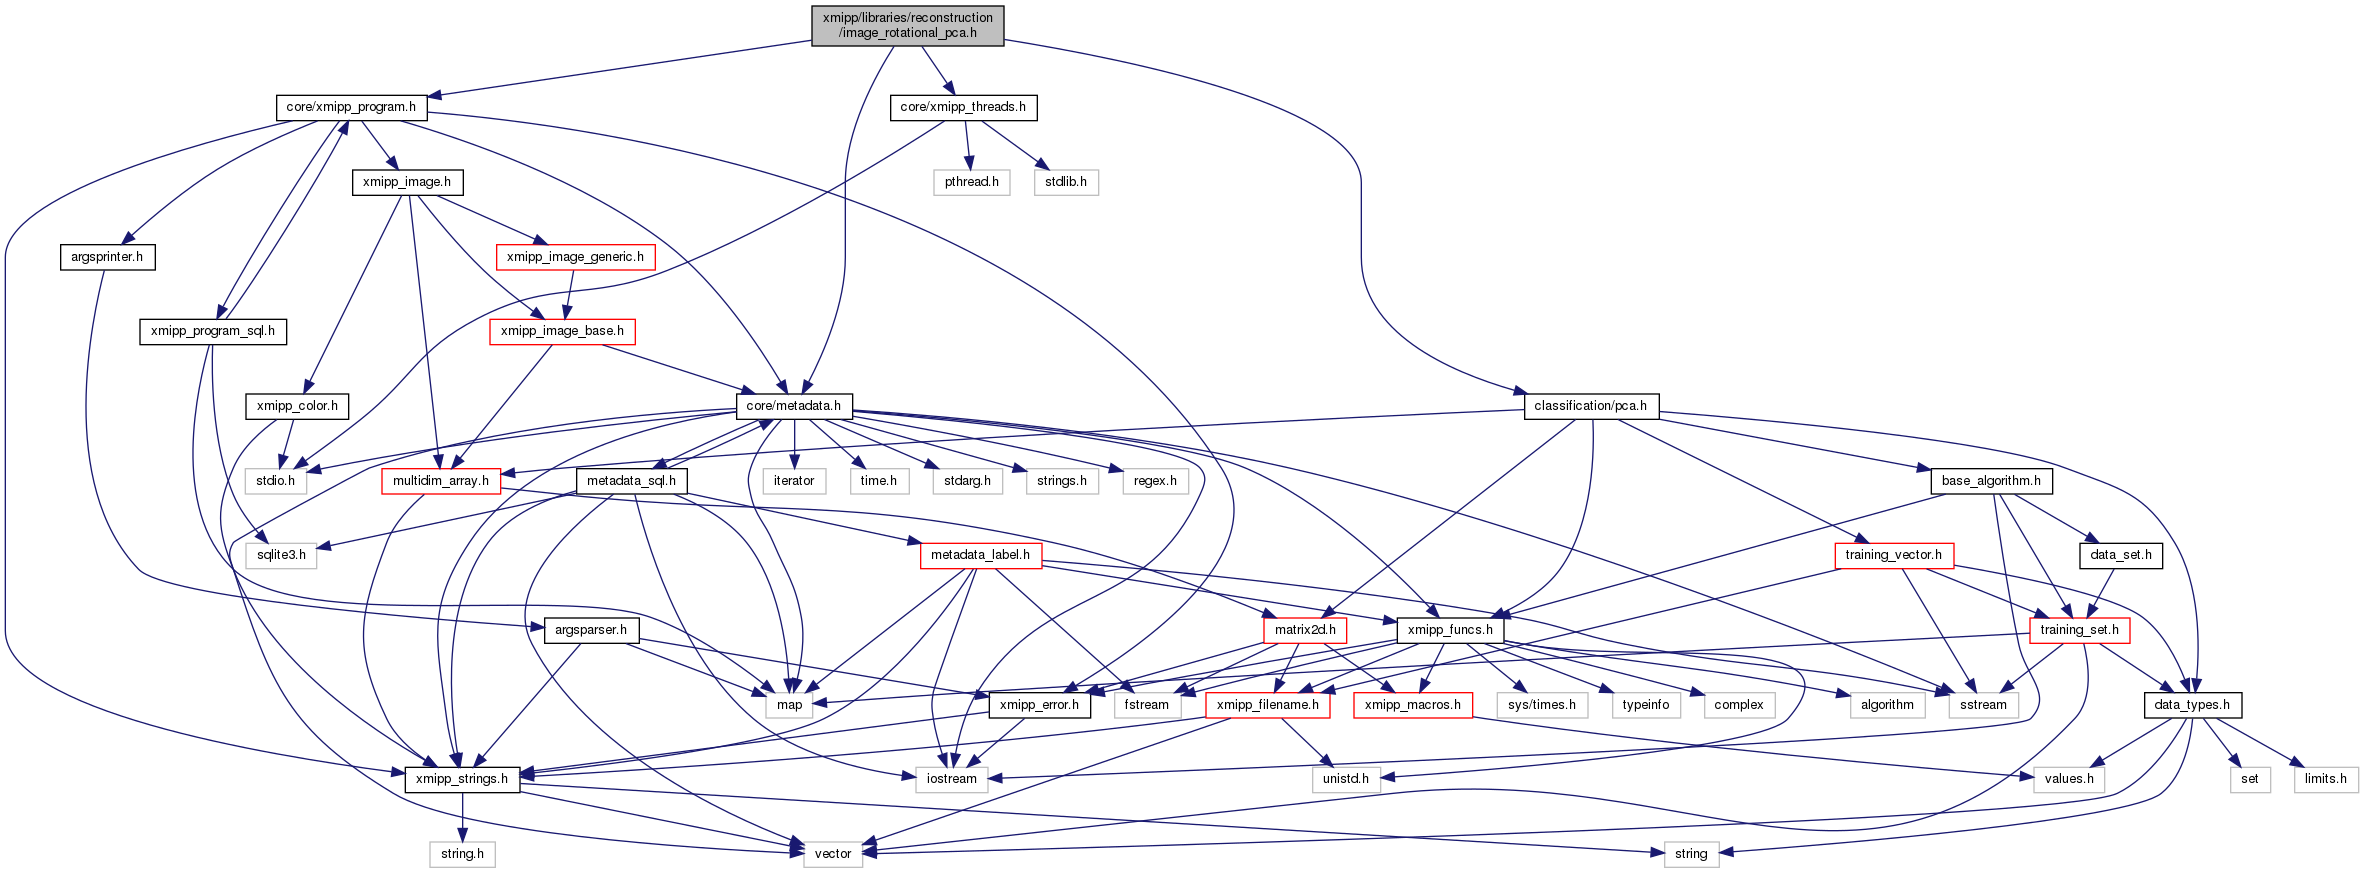 xmipp/libraries/reconstruction
/image_rotational_pca.h
core/xmipp_program.h
core/xmipp_threads.h
xmipp_image.h
pthread.h
stdlib.h
argsprinter.h
xmipp_image_generic.h
xmipp_program_sql.h
xmipp_image_base.h
xmipp_color.h
core/metadata.h
classification/pca.h
stdio.h
multidim_array.h
metadata_sql.h
iterator
time.h
stdarg.h
strings.h
regex.h
base_algorithm.h
sqlite3.h
metadata_label.h
training_vector.h
data_set.h
argsparser.h
matrix2d.h
xmipp_funcs.h
training_set.h
map
xmipp_error.h
fstream
xmipp_filename.h
xmipp_macros.h
sys/times.h
typeinfo
complex
algorithm
sstream
data_types.h
xmipp_strings.h
iostream
unistd.h
values.h
set
limits.h
string.h
vector
string